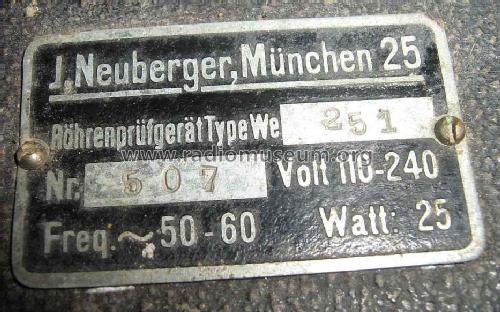 J. Neuberger, München 25
Röhrenprüfgerät Type We 251
www.radiomuseum.org
Nr. 507 Volt 110-240
Freq. ~ 50-60 Watt: 25